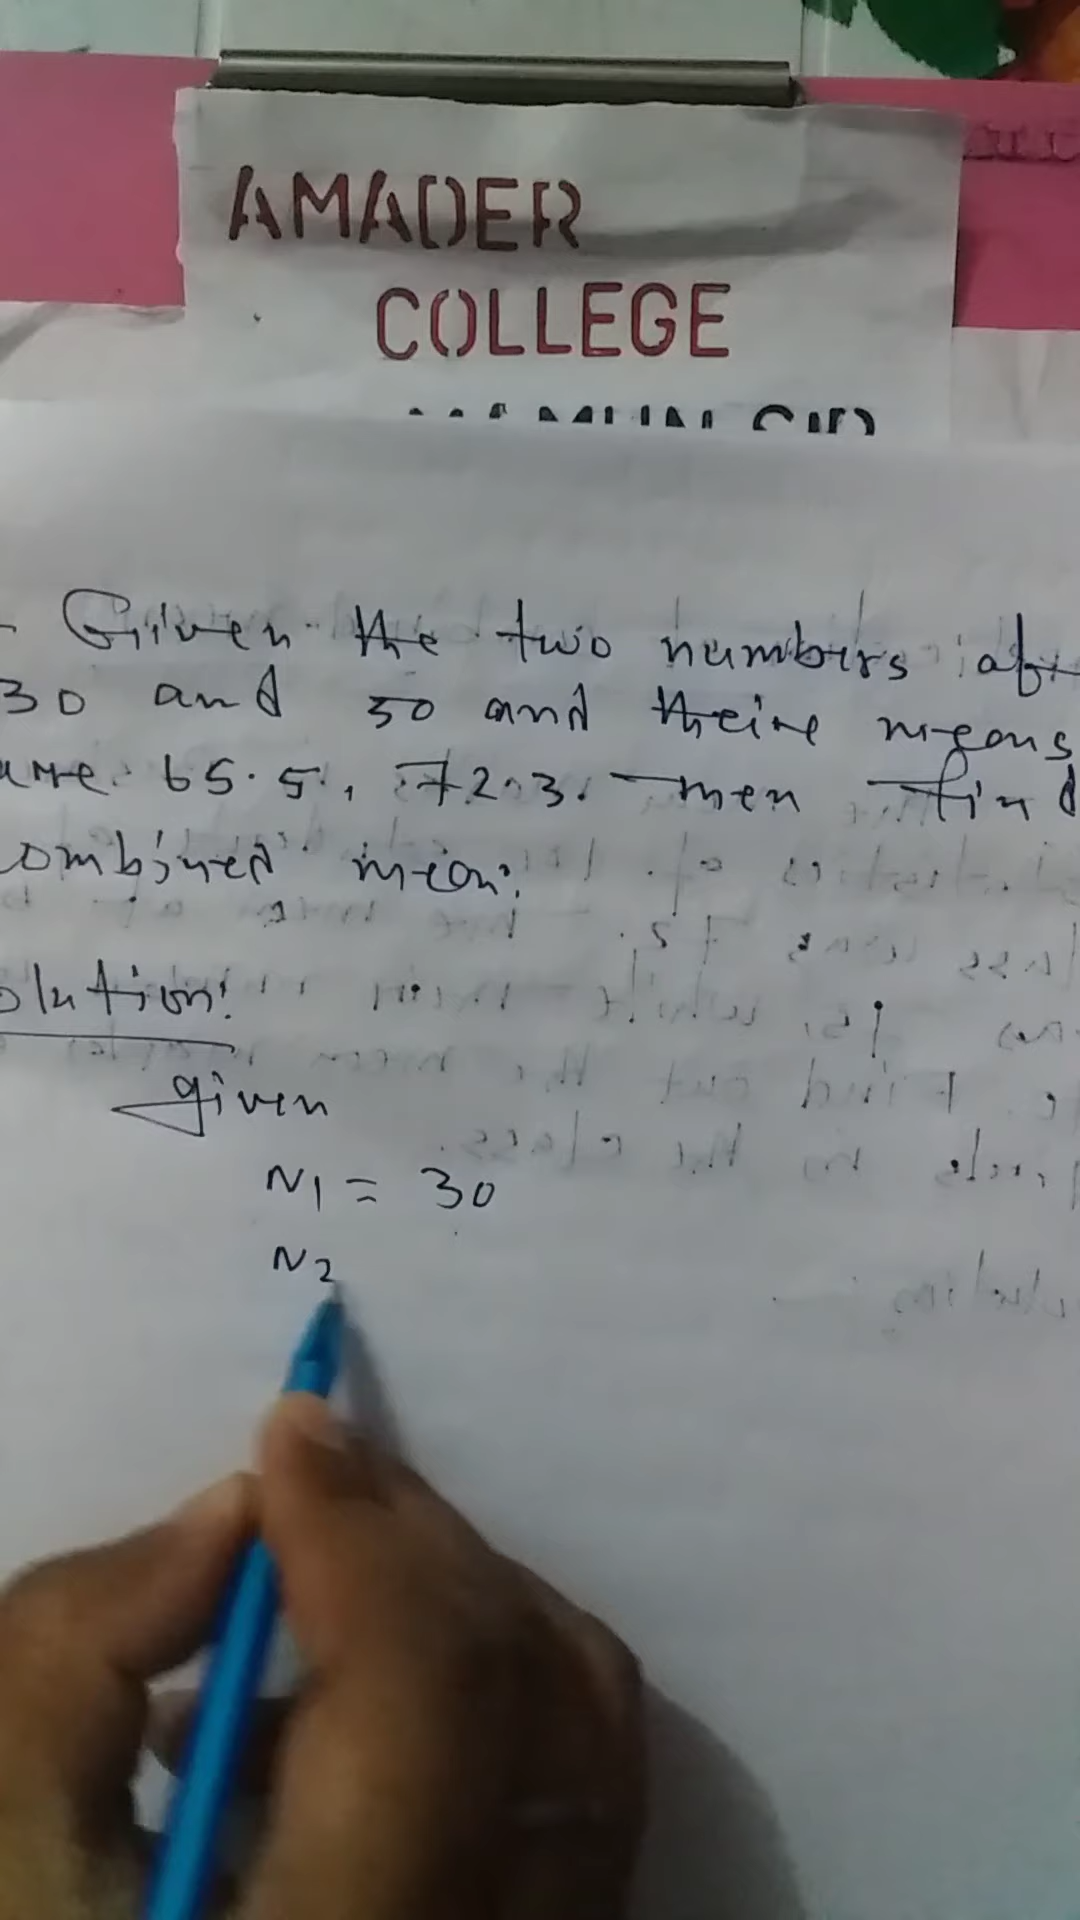 AMADER
COLLEGE
Given the two numbers are
30 and 50 and their means
are 65.5, 72.3. Then find
combined mean.
olution:
given
N1 = 30
N2